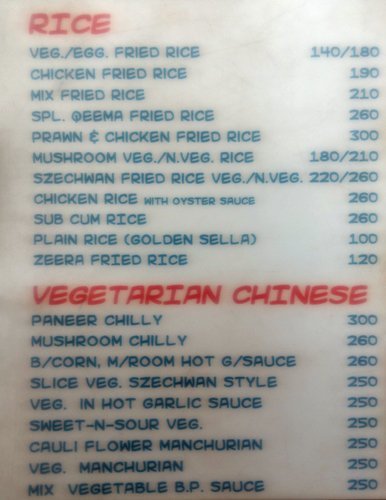 RICE
VEG./EGG. FRIED RICE 140/180
CHICKEN FRIED RICE 190
MIX FRIED RICE 210
SPL. QEEMA FRIED RICE 260
PRAWN & CHICKEN FRIED RICE 300
MUSHROOM VEG./N.VEG. RICE 180/210
SZECHWAN FRIED RICE VEG./N.VEG. 220/260
CHICKEN RICE WITH OYSTER SAUCE 260
SUB CUM RICE 260
PLAIN RICE (GOLDEN SELLA) 100
ZEERA FRIED RICE 120
VEGETARIAN CHINESE
PANEER CHILLY 300
MUSHROOM CHILLY 260
B/CORN, M/ROOM HOT G/SAUCE 260
SLICE VEG. SZECHWAN STYLE 250
VEG. IN HOT GARLIC SAUCE 250
SWEET-N-SOUR VEG. 250
CAULI FLOWER MANCHURIAN 250
VEG. MANCHURIAN 250
MIX VEGETABLE B.P. SAUCE 250